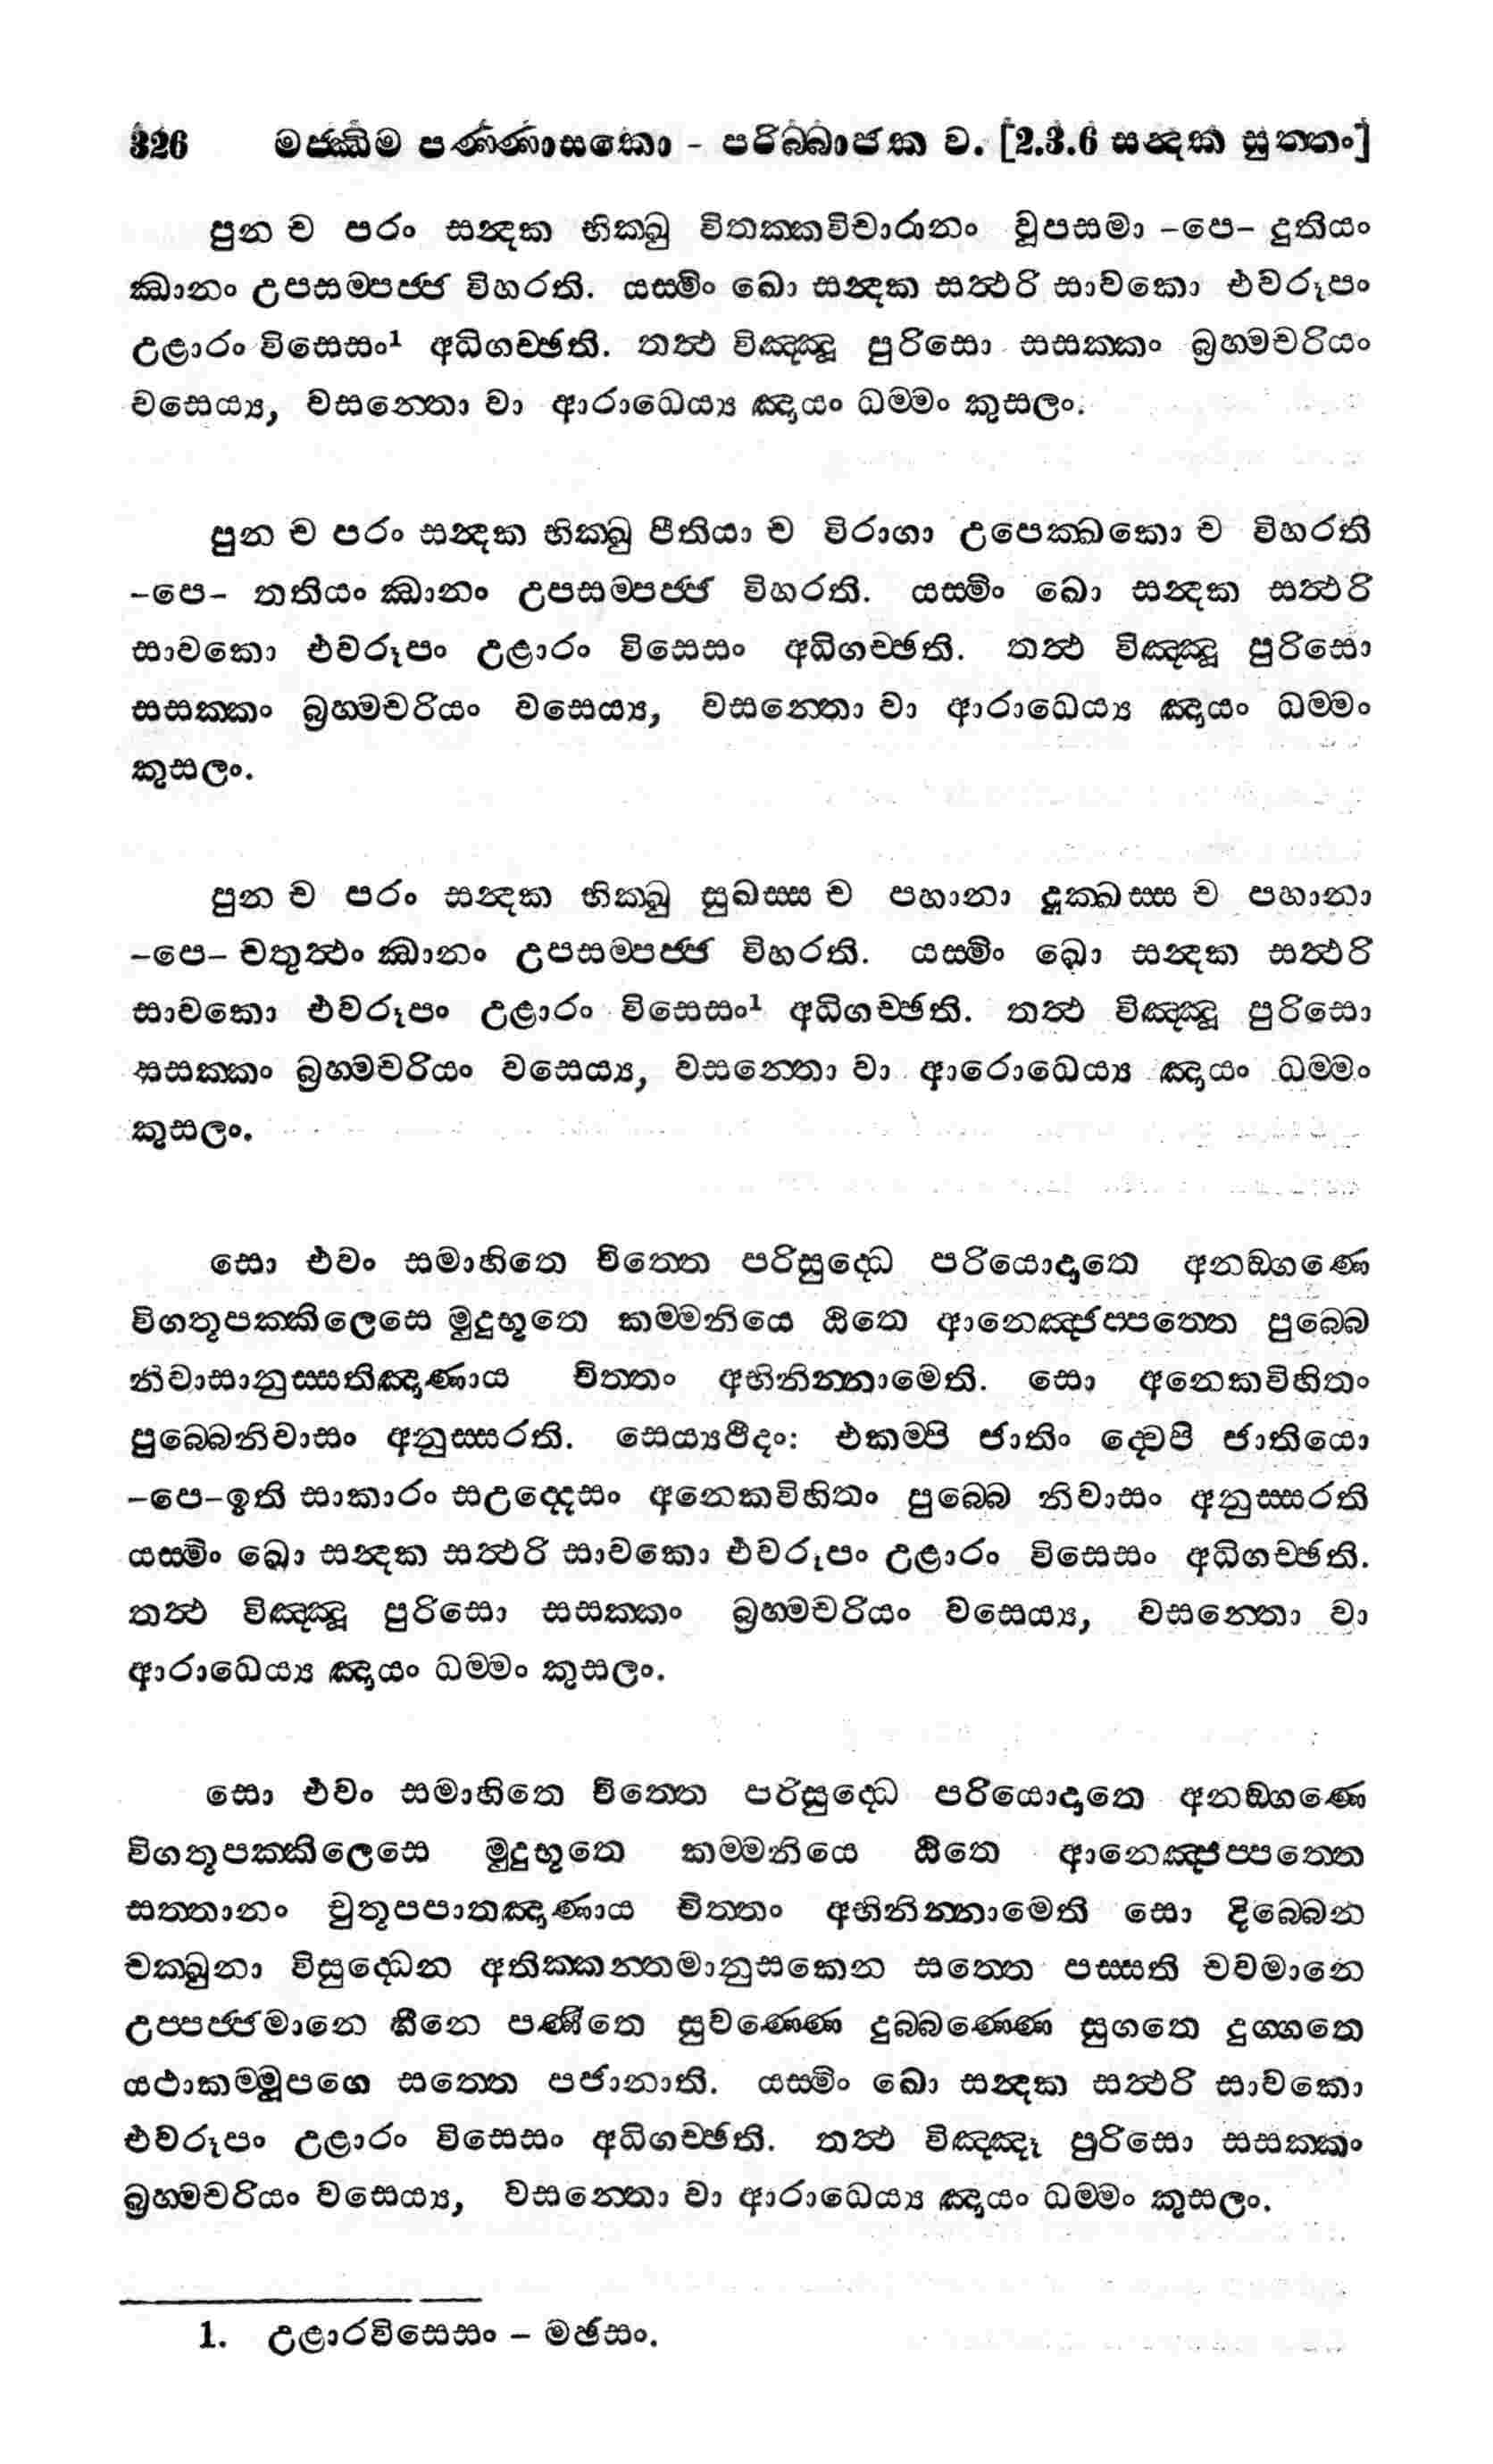 326 මජ්ඣිම පණ්ණාසකො - පරිබ්බාජක ව. [2.3.6 සන්දක සුත්තං]
පුන ච පරං සන්දක භික්ඛු විතක්කවිචාරානං වූපසමා -පෙ- දුතියං
ඣානං උපසම්පජ්ජ විහරති. යස්මිං ඛො සන්දක සත්ථරි සාවකො එවරූපං
උළාරං විසෙසං¹ අධිගච්ඡති. තත්ථ විඤ්ඤූ පුරිසො සසක්කං බ්‍රහ්මචරියං
වසෙය්‍ය, වසන්තො වා ආරාධෙය්‍ය ඤායං ධම්මං කුසලං.
පුන ච පරං සන්දක භික්ඛු පීතියා ච විරාගා උපෙක්ඛකො ච විහරති
-පෙ- තතියං ඣානං උපසම්පජ්ජ විහරති. යස්මිං ඛො සන්දක සත්ථරි
සාවකො එවරූපං උළාරං විසෙසං අධිගච්ඡති. තත්ථ විඤ්ඤූ පුරිසො
සසක්කං බ්‍රහ්මචරියං වසෙය්‍ය, වසන්තො වා ආරාධෙය්‍ය ඤායං ධම්මං
කුසලං.
පුන ච පරං සන්දක භික්ඛු සුඛස්ස ච පහානා දුක්ඛස්ස ච පහානා
-පෙ- චතුත්ථං ඣානං උපසම්පජ්ජ විහරති. යස්මිං ඛො සන්දක සත්ථරි
සාවකො එවරූපං උළාරං විසෙසං¹ අධිගච්ඡති. තත්ථ විඤ්ඤූ පුරිසො
සසක්කං බ්‍රහ්මචරියං වසෙය්‍ය, වසන්තො වා ආරොධෙය්‍ය ඤායං ධම්මං
කුසලං.
සො එවං සමාහිතෙ චිත්තෙ පරිසුද්ධෙ පරියොදාතෙ අනඞ්ගණෙ
විගතූපක්කිලෙසෙ මුදුභූතෙ කම්මනියෙ ඨිතෙ ආනෙඤ්ජප්පත්තෙ පුබ්බෙ
නිවාසානුස්සතිඤාණාය චිත්තං අභිනින්නාමෙති. සො අනෙකවිහිතං
පුබ්බෙනිවාසං අනුස්සරති. සෙය්‍යථිදං: එකම්පි ජාතිං ද්වෙපි ජාතියො
-පෙ-ඉති සාකාරං සඋද්දෙසං අනෙකවිහිතං පුබ්බෙ නිවාසං අනුස්සරති
යස්මිං ඛො සන්දක සත්ථරි සාවකො එවරූපං උළාරං විසෙසං අධිගච්ඡති.
තත්ථ විඤ්ඤූ පුරිසො සසක්කං බ්‍රහ්මචරියං වසෙය්‍ය, වසන්තො වා
ආරාධෙය්‍ය ඤායං ධම්මං කුසලං.
සො එවං සමාහිතෙ චිත්තෙ පරිසුද්ධෙ පරියොදාතෙ අනඞ්ගණෙ
විගතූපක්කිලෙසෙ මුදුභූතෙ කම්මනියෙ ඨිතෙ ආනෙඤ්ජප්පත්තෙ
සත්තානං චුතූපපාතඤාණාය චිත්තං අභිනින්නාමෙති සො දිබ්බෙන
චක්ඛුනා විසුද්ධෙන අතික්කන්තමානුසකෙන සත්තෙ පස්සති චවමානෙ
උප්පජ්ජමානෙ හීනෙ පණීතෙ සුවණ්ණෙ දුබ්බණ්ණෙ සුගතෙ දුග්ගතෙ
යථාකම්මූපගෙ සත්තෙ පජානාති. යස්මිං ඛො සන්දක සත්ථරි සාවකො
එවරූපං උළාරං විසෙසං අධිගච්ඡති. තත්ථ විඤ්ඤෑ පුරිසො සසක්කං
බ්‍රහ්මචරියං වසෙය්‍ය, වසන්තො වා ආරාධෙය්‍ය ඤායං ධම්මං කුසලං.
1. උළාරවිසෙසං - මඡසං.